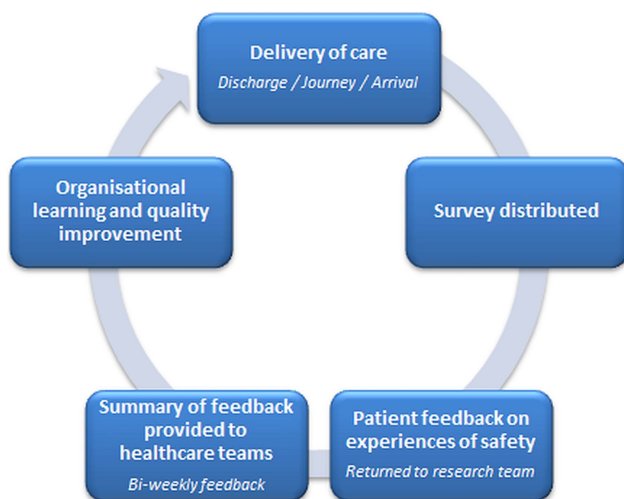 Delivery of care
Discharge / Journey / Arrival
Survey distributed
Patient feedback on
experiences of safety
Returned to research team
Summary of feedback
provided to
healthcare teams
Bi-weekly feedback
Organisational
learning and quality
improvement